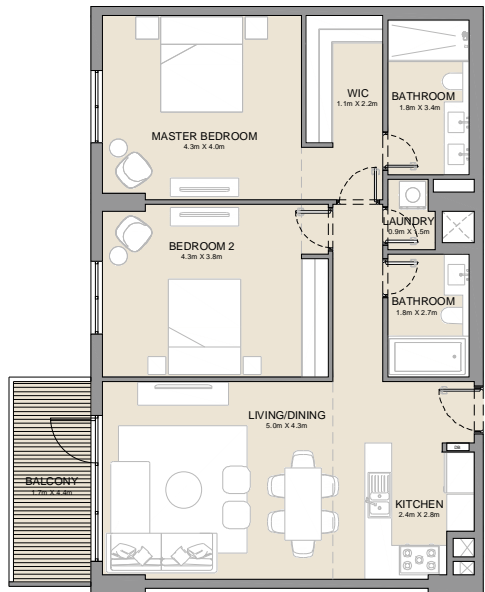 WIC
1.1m X 2.2m
BATHROOM
1.8m X 3.4m
MASTER BEDROOM
4.3m X 4.0m
LAUNDRY
0.9m X 1.5m
BEDROOM 2
4.3m X 3.8m
BATHROOM
1.8m X 2.7m
LIVING/DINING
5.0m X 4.3m
BALCONY
1.7m X 4.4m
KITCHEN
2.4m X 2.8m